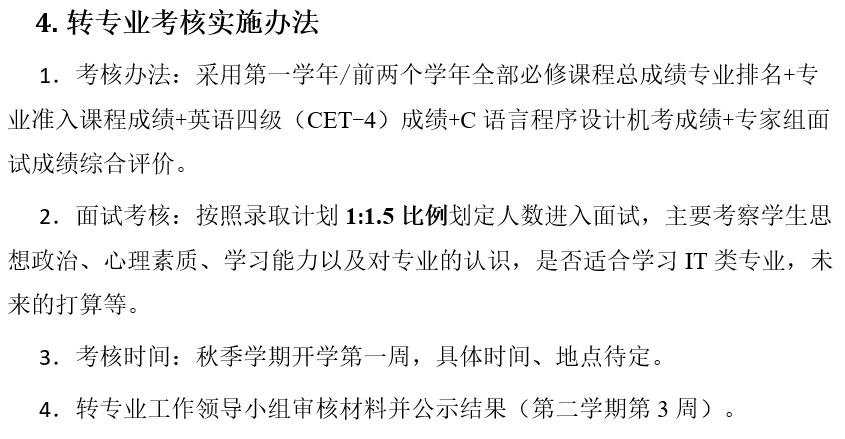 4. 转专业考核实施办法
1．考核办法：采用第一学年/前两个学年全部必修课程总成绩专业排名+专
业准入课程成绩+英语四级（CET-4）成绩+C 语言程序设计机考成绩+专家组面
试成绩综合评价。
2．面试考核：按照录取计划 1:1.5 比例划定人数进入面试，主要考察学生思
想政治、心理素质、学习能力以及对专业的认识，是否适合学习 IT 类专业，未
来的打算等。
3．考核时间：秋季学期开学第一周，具体时间、地点待定。
4．转专业工作领导小组审核材料并公示结果（第二学期第 3 周）。